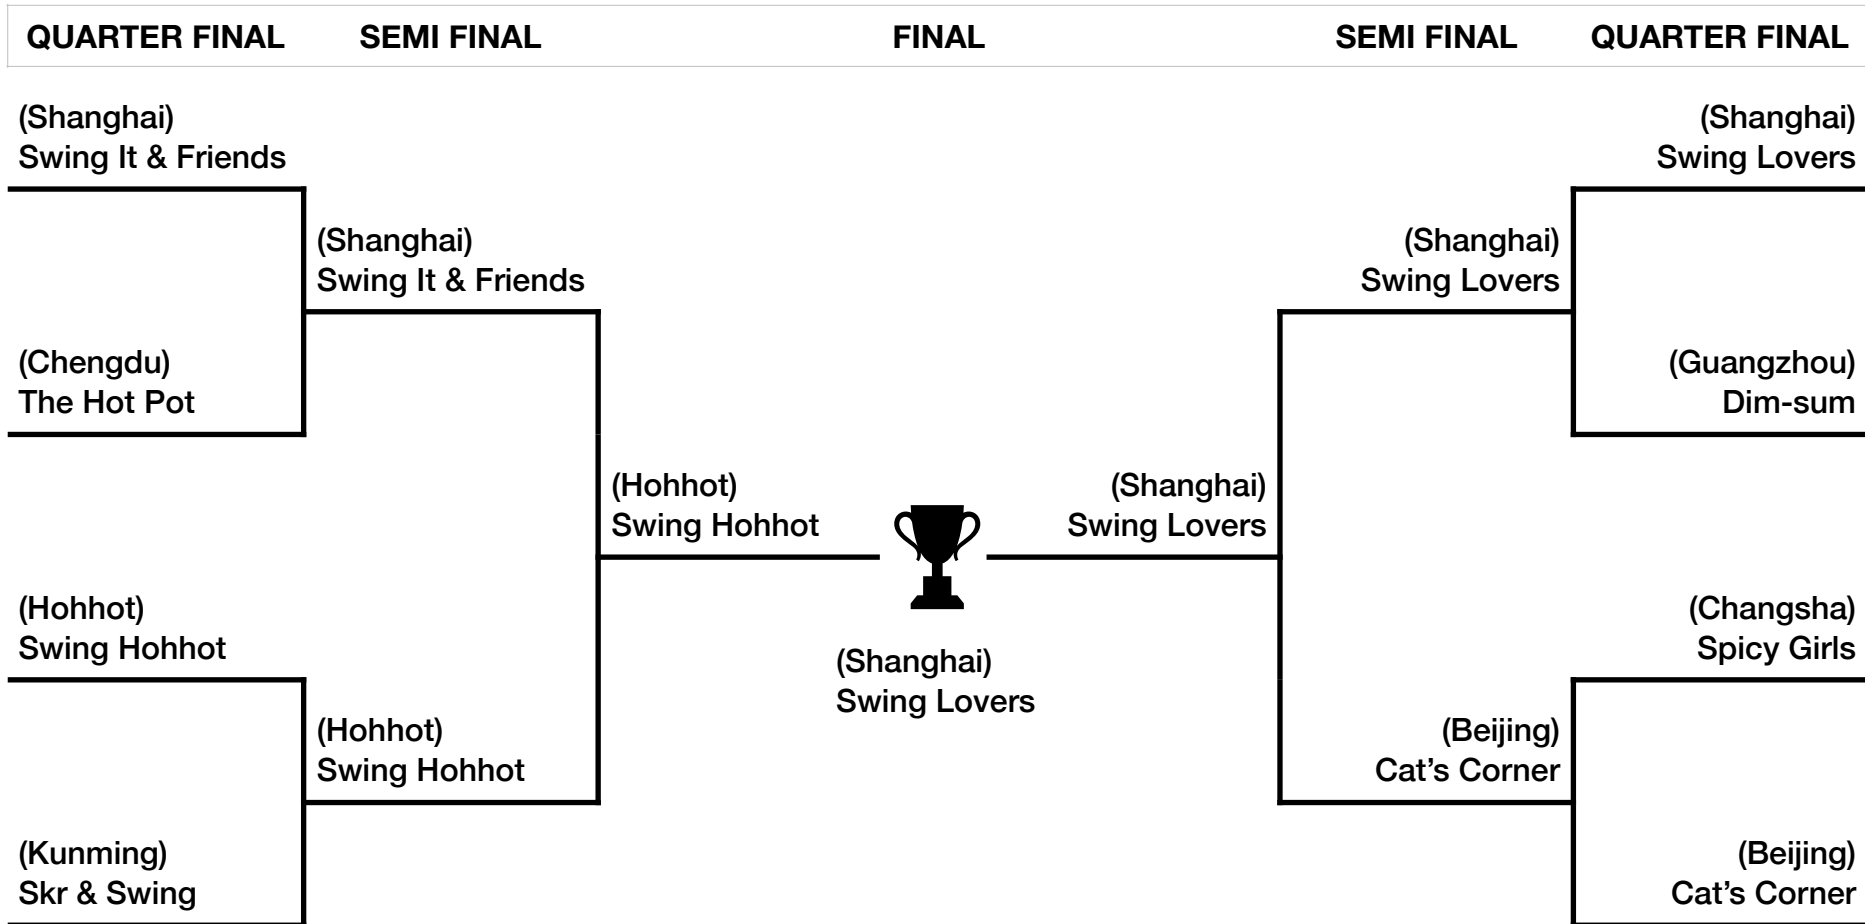 QUARTER FINAL
SEMI FINAL
FINAL
SEMI FINAL
QUARTER FINAL
(Shanghai)
Swing It & Friends
(Chengdu)
The Hot Pot
(Hohhot)
Swing Hohhot
(Kunming)
Skr & Swing
(Shanghai)
Swing It & Friends
(Hohhot)
Swing Hohhot
(Hohhot)
Swing Hohhot
(Shanghai)
Swing Lovers
(Shanghai)
Swing Lovers
(Shanghai)
Swing Lovers
(Beijing)
Cat’s Corner
(Shanghai)
Swing Lovers
(Guangzhou)
Dim-sum
(Changsha)
Spicy Girls
(Beijing)
Cat’s Corner